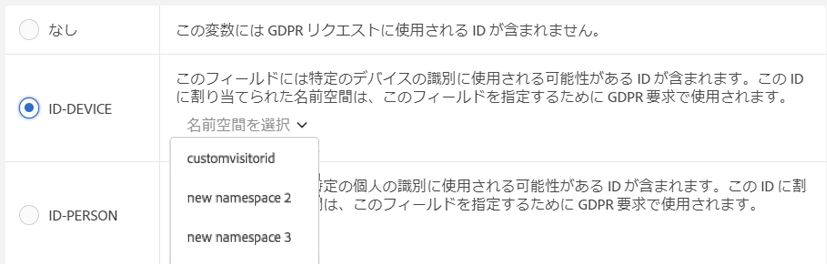 なし
この変数には GDPR リクエストに使用される ID が含まれません。
このフィールドには特定のデバイスの識別に使用される可能性がある ID が含まれます。この ID
に割り当てられた名前空間は、このフィールドを指定するために GDPR 要求で使用されます。
ID-DEVICE
名前空間を選択
customvisitorid
定の個人の識別に使用される可能性がある ID が含まれます。この ID に割
new namespace 2
は、このフィールドを指定するために GDPR 要求で使用されます。
ID-PERSON
new namespace 3